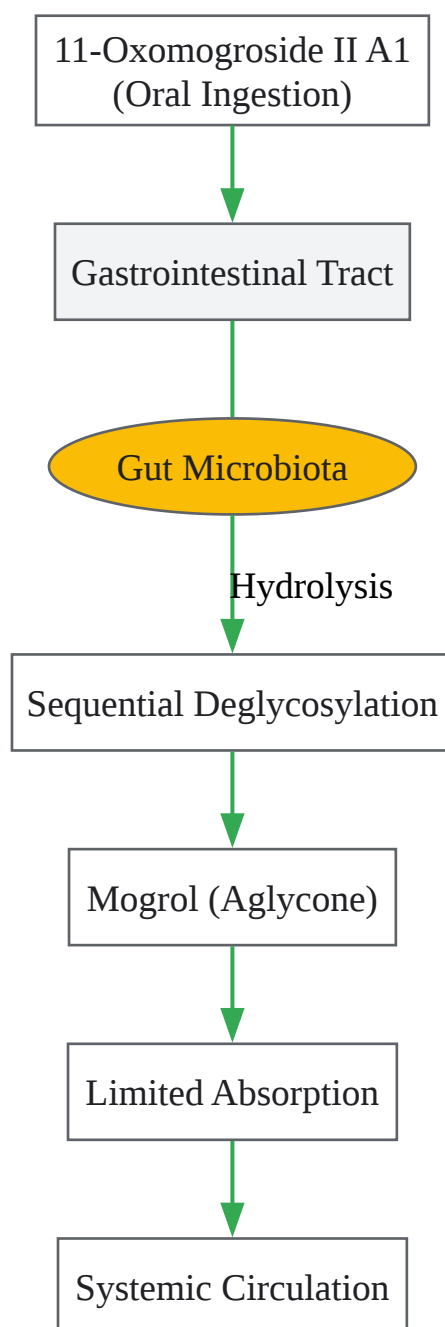 11-Oxomogroside II A1
(Oral Ingestion)
Gastrointestinal Tract
Gut Microbiota
Hydrolysis
Sequential Deglycosylation
Mogrol (Aglycone)
Limited Absorption
Systemic Circulation